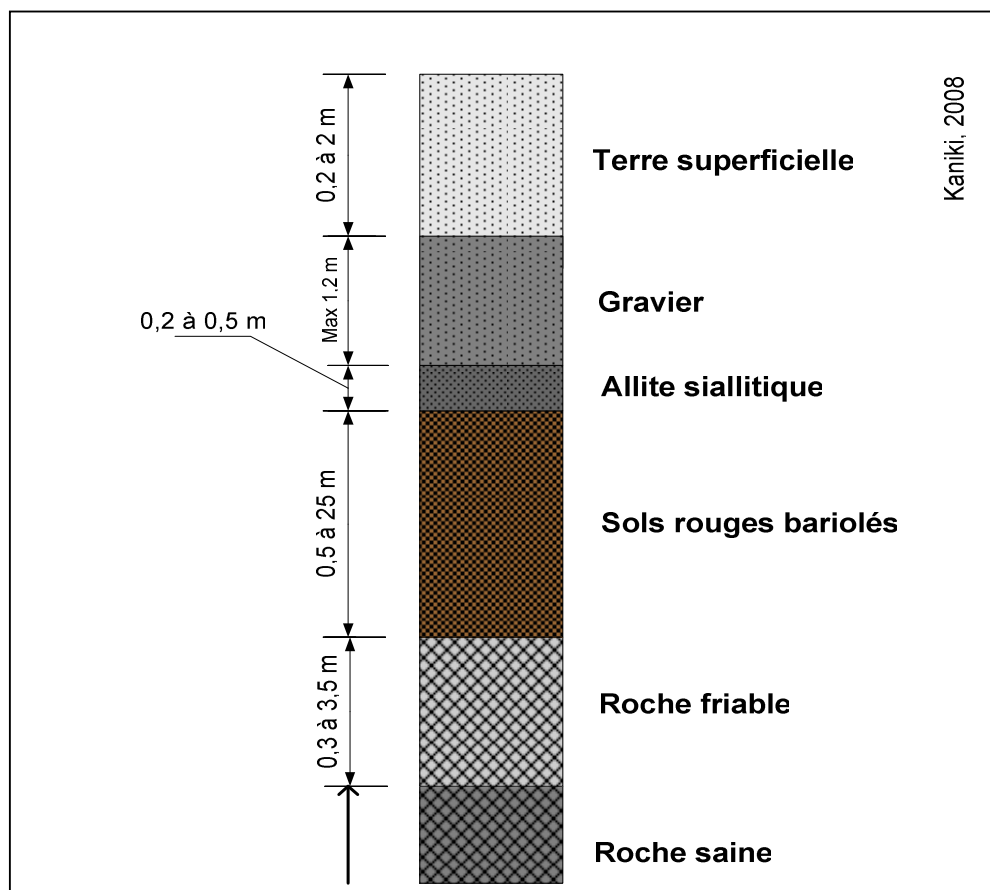 Kaniki, 2008
0,2 à 2 m
Terre superficielle
Max 1.2 m
Gravier
0,2 à 0,5 m
Allite siallitique
0,5 à 25 m
Sols rouges bariolés
0,3 à 3,5 m
Roche friable
Roche saine